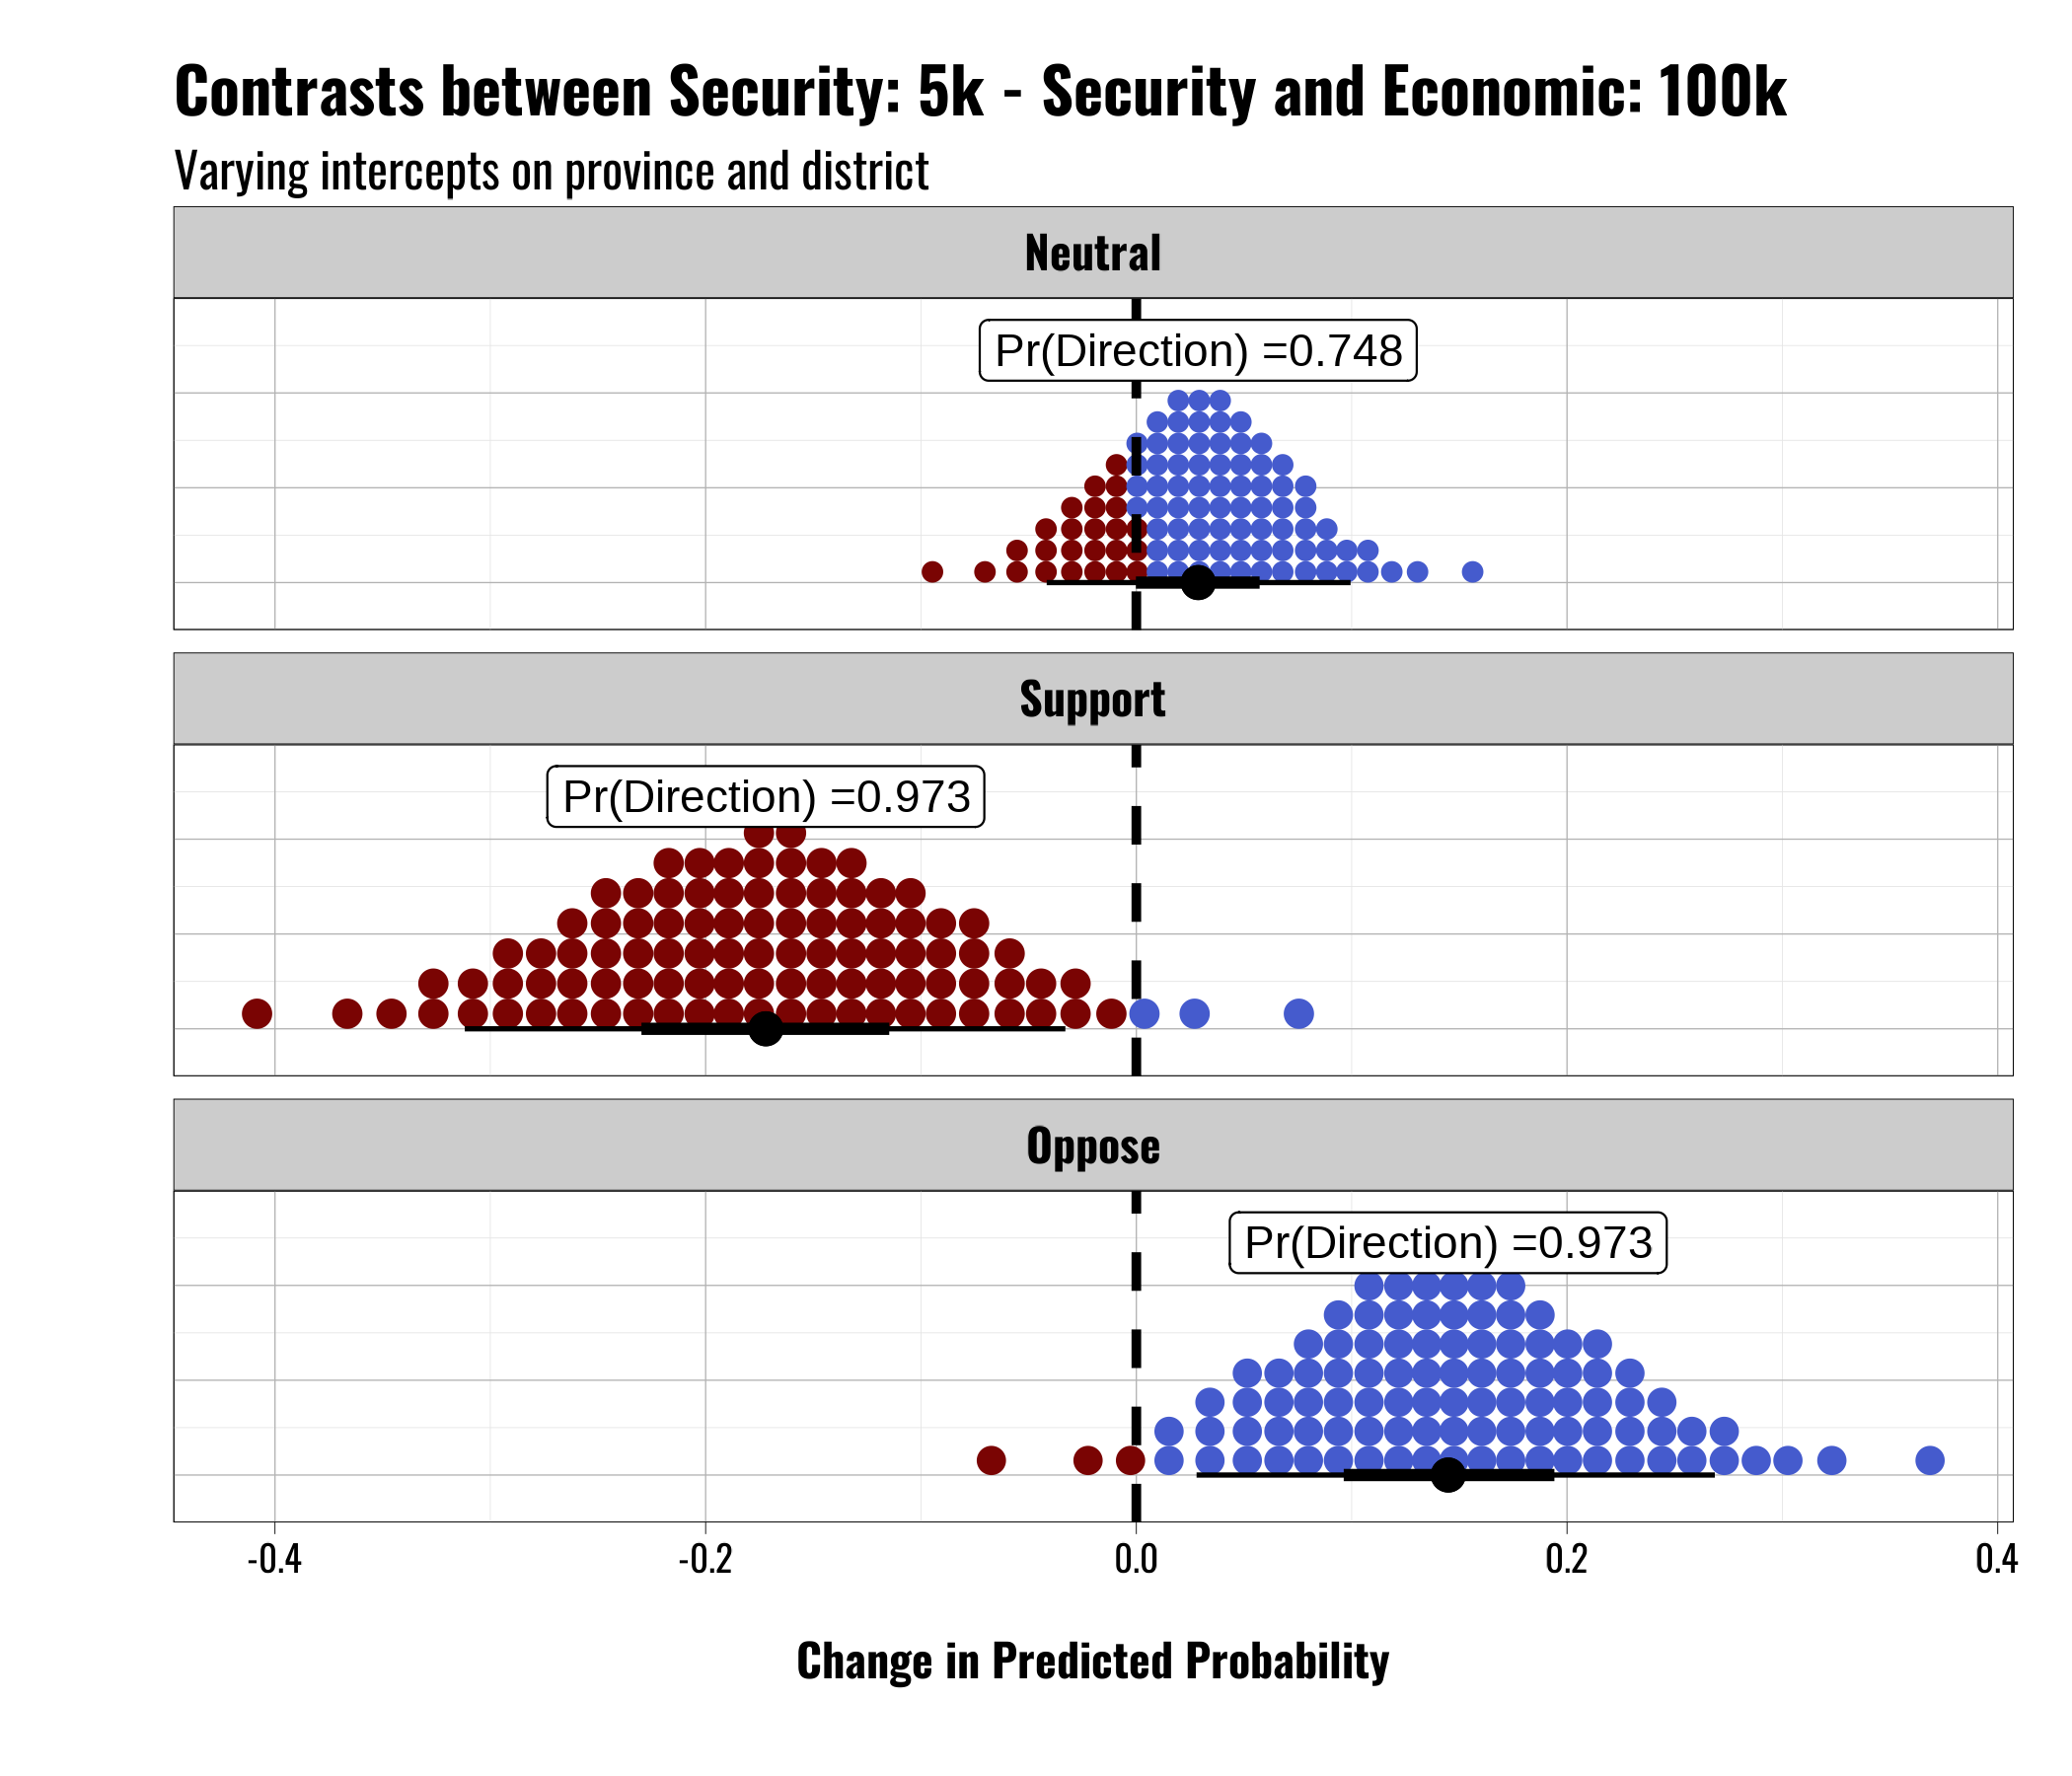 Contrasts between Security: 5k - Security and Economic: 100k
Varying intercepts on province and district
Neutral
Pr(Direction) =0.748
Support
Pr(Direction) =0.973
Oppose
Pr(Direction) =0.973
-0.4 -0.2 0.0 0.2 0.4
Change in Predicted Probability